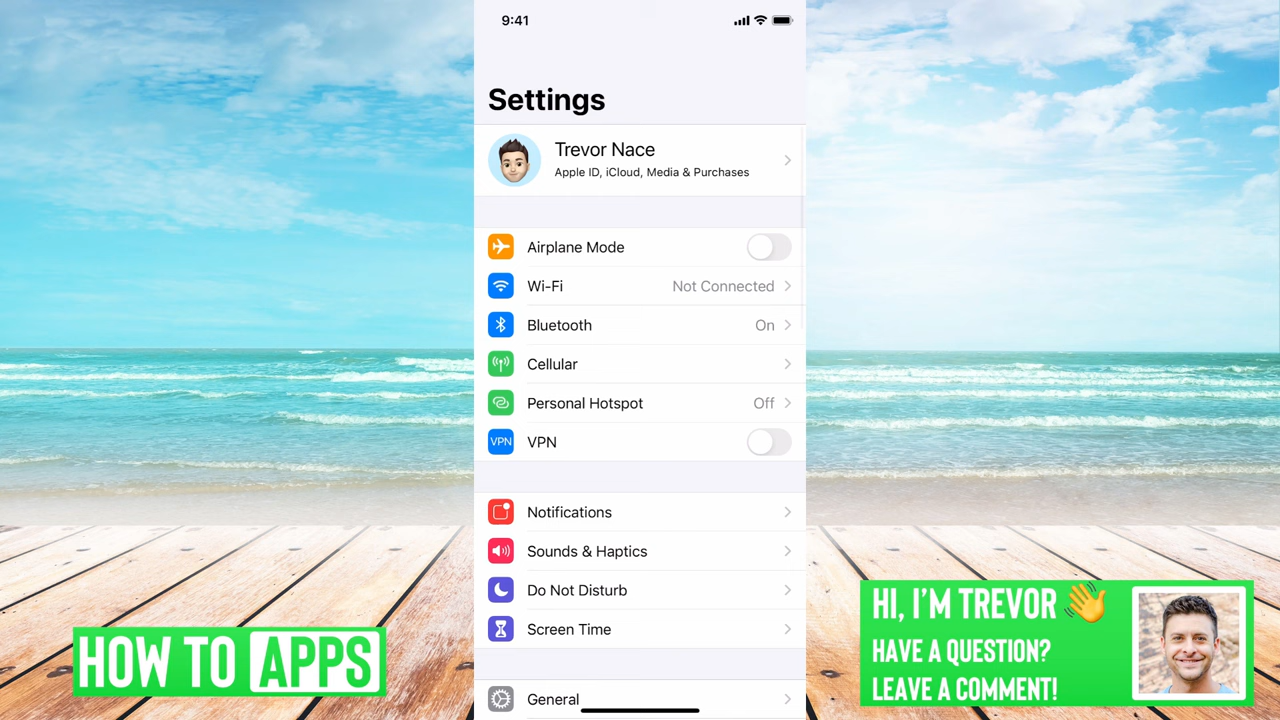 9:41
Settings
Trevor Nace
Apple ID, iCloud, Media & Purchases
Airplane Mode
Wi-Fi Not Connected
Bluetooth On
Cellular
Personal Hotspot Off
VPN VPN
Notifications
Sounds & Haptics
Do Not Disturb
Screen Time
General
HOW TO APPS
HI, I'M TREVOR
HAVE A QUESTION?
LEAVE A COMMENT!